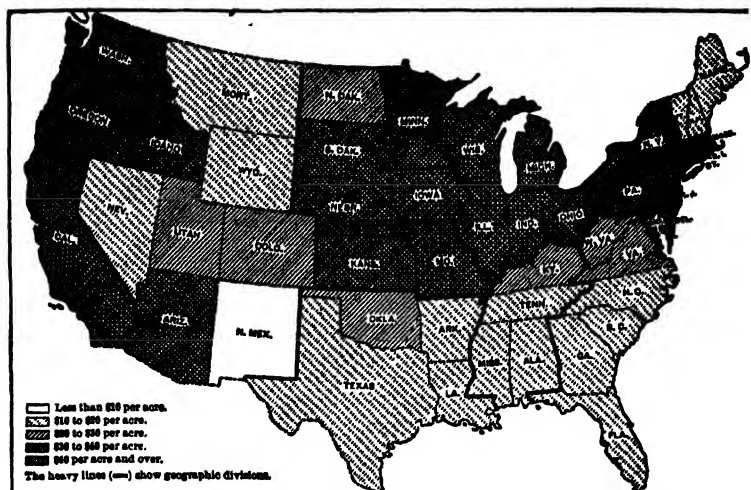 WASH.
MONT.
N. DAK.
MINN.
OREGON
IDAHO
S. DAK.
WIS.
MICH.
N.Y.
WYO.
NEBR.
IOWA
PA.
NEV.
UTAH
COLO.
ILL.
IND.
OHIO
W. VA.
VA.
CAL.
KANS.
MO.
KY.
ARIZ.
N. MEX.
OKLA.
ARK.
TENN.
N.C.
S.C.
TEXAS
LA.
MISS.
ALA.
GA.
FLA.
Less than $10 per acre.
$10 to $20 per acre.
$20 to $30 per acre.
$30 to $40 per acre.
$40 per acre and over.
The heavy lines (—) show geographic divisions.